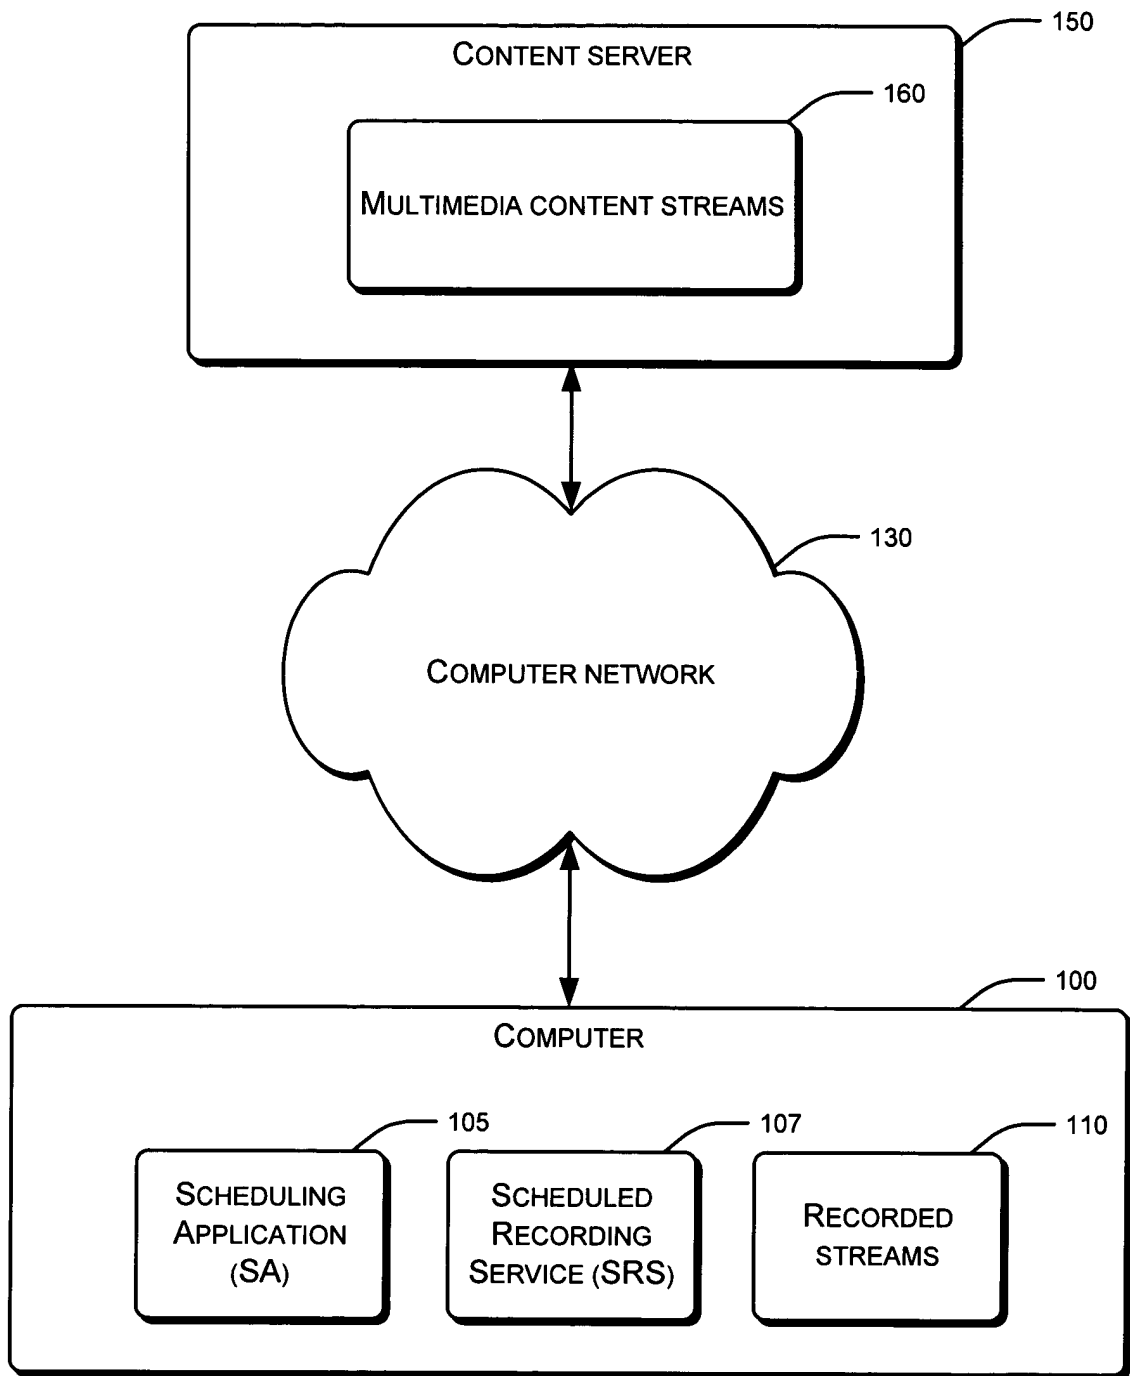 150
CONTENT SERVER
160
MULTIMEDIA CONTENT STREAMS
130
COMPUTER NETWORK
100
COMPUTER
105
107
110
SCHEDULING
APPLICATION
(SA)
SCHEDULED
RECORDING
SERVICE (SRS)
RECORDED
STREAMS